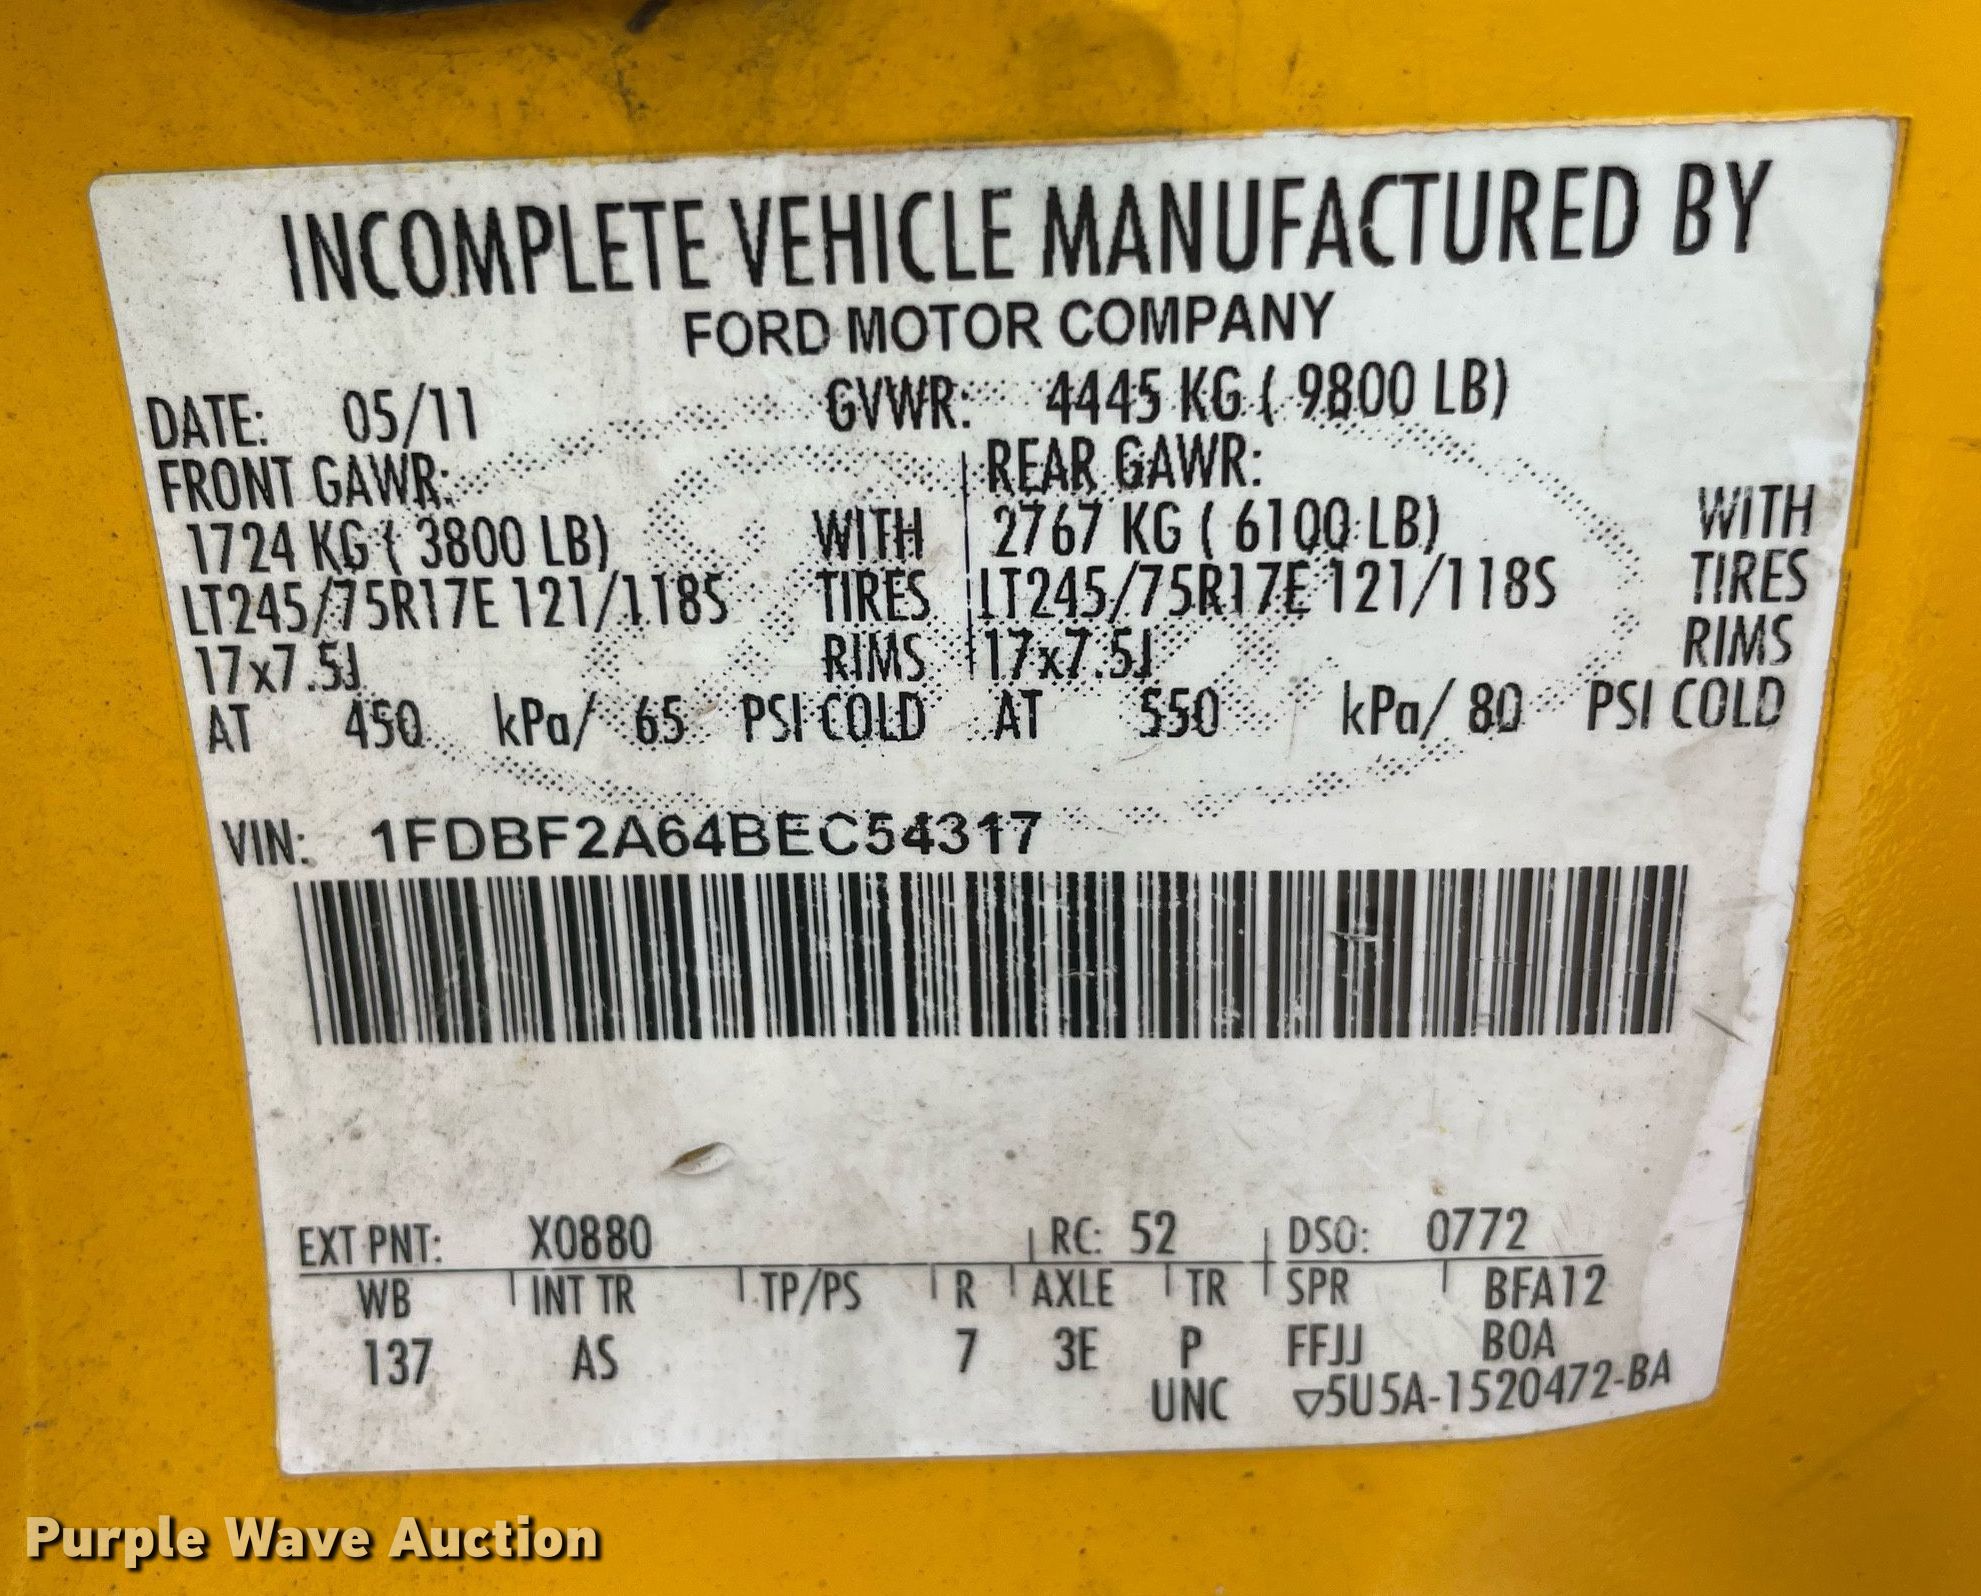 INCOMPLETE VEHICLE MANUFACTURED BY
FORD MOTOR COMPANY
DATE: 05/11 GVWR: 4445 KG ( 9800 LB)
FRONT GAWR: REAR GAWR:
1724 KG ( 3800 LB) WITH 2767 KG ( 6100 LB) WITH
LT245/75R17E 121/118S TIRES LT245/75R17E 121/118S TIRES
17x7.5J RIMS 17x7.5J RIMS
AT 450 kPa/ 65 PSI COLD AT 550 kPa/ 80 PSI COLD
VIN: 1FDBF2A64BEC54317
EXT PNT: X0880 RC: 52 DSO: 0772
WB INT TR TP/PS R AXLE TR SPR BFA12
137 AS 7 3E P FFJJ BOA
UNC ▽5U5A-1520472-BA
Purple Wave Auction